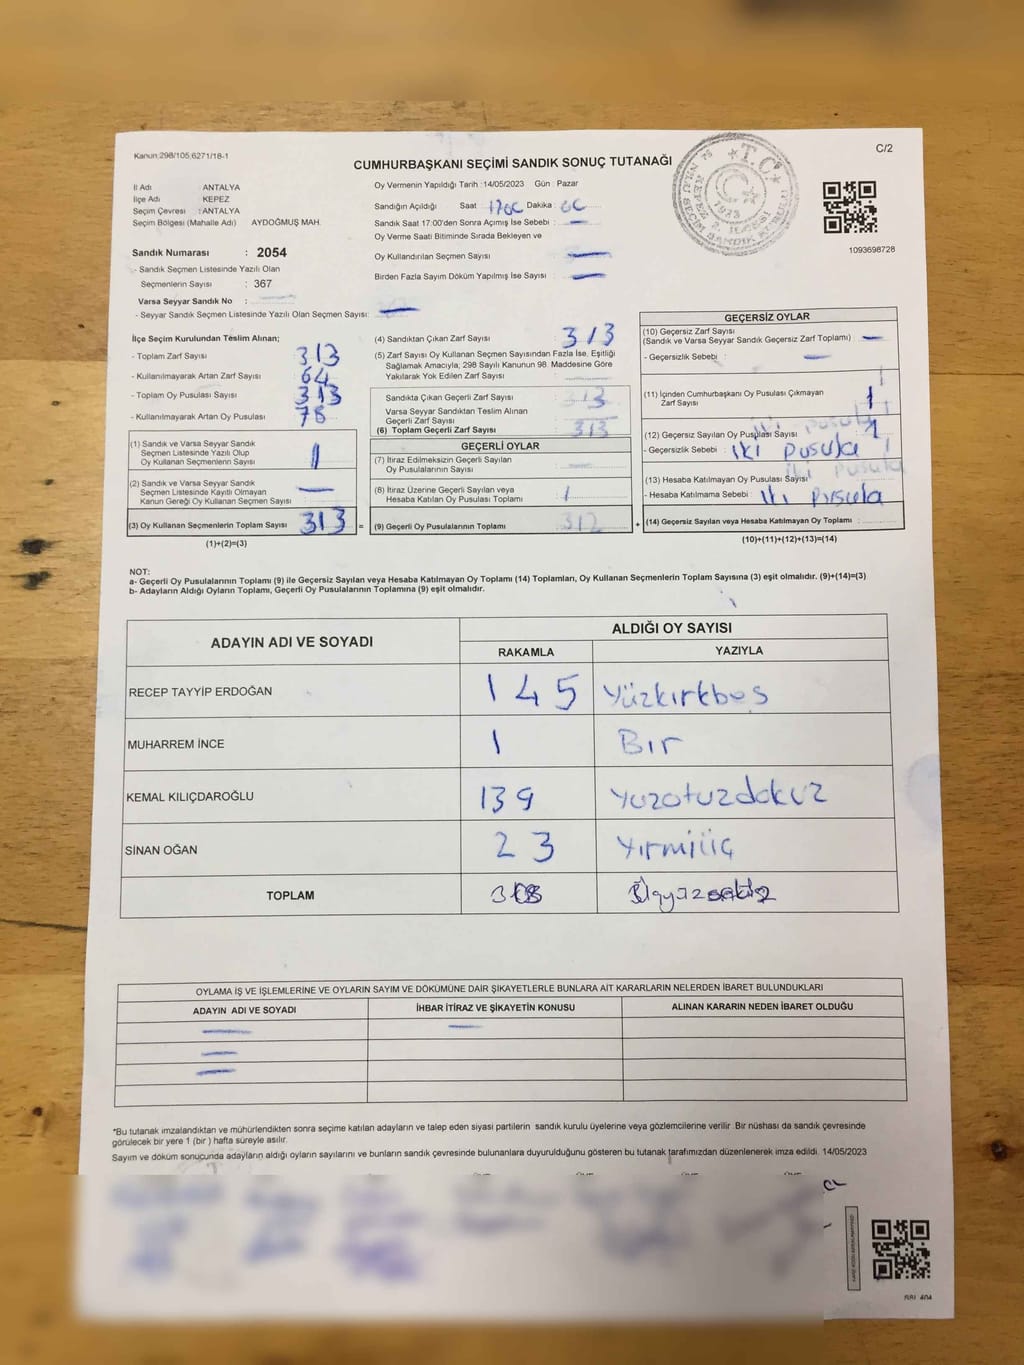 Kanun:298/105,6271/18-1
C/2
CUMHURBAŞKANI SEÇİMİ SANDIK SONUÇ TUTANAĞI
İl Adı : ANTALYA
İlçe Adı : KEPEZ
Seçim Çevresi : ANTALYA
Seçim Bölgesi (Mahalle Adı) AYDOĞMUŞ MAH.
Oy Vermenin Yapıldığı Tarih :14/05/2023 Gün : Pazar
Sandığın Açıldığı Saat Dakika
Sandık Saat 17:00'den Sonra Açımış İse Sebebi : —
Oy Verme Saati Bitiminde Sırada Bekleyen ve
Oy Kullandırılan Seçmen Sayısı : —
Birden Fazla Sayım Döküm Yapılmış İse Sayısı : —
T.C.
1093698728
Sandık Numarası : 2054
- Sandık Seçmen Listesinde Yazılı Olan
Seçmenlerin Sayısı : 367
Varsa Seyyar Sandık No :
- Seyyar Sandık Seçmen Listesinde Yazılı Olan Seçmen Sayısı: —
İlçe Seçim Kurulundan Teslim Alınan;
- Toplam Zarf Sayısı 313
- Kullanılmayarak Artan Zarf Sayısı 64
- Toplam Oy Pusulası Sayısı 313
- Kullanılmayarak Artan Oy Pusulası 78
(1) Sandık ve Varsa Seyyar Sandık
Seçmen Listesinde Yazılı Olup
Oy Kullanan Seçmenlerin Sayısı 1
(2) Sandık ve Varsa Seyyar Sandık
Seçmen Listesinde Kayıtlı Olmayan
Kanun Gereği Oy Kullanan Seçmen Sayısı —
(3) Oy Kullanan Seçmenlerin Toplam Sayısı 313 =
(1)+(2)=(3)
(4) Sandıktan Çıkan Zarf Sayısı : 313
(5) Zarf Sayısı Oy Kullanan Seçmen Sayısından Fazla İse, Eşitliği
Sağlamak Amacıyla; 298 Sayılı Kanunun 98. Maddesine Göre
Yakılarak Yok Edilen Zarf Sayısı :
Sandıkta Çıkan Geçerli Zarf Sayısı : 313
Varsa Seyyar Sandıktan Teslim Alınan
Geçerli Zarf Sayısı :
(6) Toplam Geçerli Zarf Sayısı : 313
GEÇERLİ OYLAR
(7) İtiraz Edilmeksizin Geçerli Sayılan
Oy Pusulalarının Sayısı : —
(8) İtiraz Üzerine Geçerli Sayılan veya
Hesaba Katılan Oy Pusulası Toplamı : 1
(9) Geçerli Oy Pusulalarının Toplamı : 312 +
GEÇERSİZ OYLAR
(10) Geçersiz Zarf Sayısı
(Sandık ve Varsa Seyyar Sandık Geçersiz Zarf Toplamı) : —
- Geçersizlik Sebebi : —
(11) İçinden Cumhurbaşkanı Oy Pusulası Çıkmayan
Zarf Sayısı : 1
(12) Geçersiz Sayılan Oy Pusulası Sayısı : 1
- Geçersizlik Sebebi : iki pusula
(13) Hesaba Katılmayan Oy Pusulası Sayısı :
- Hesaba Katılmama Sebebi :
(14) Geçersiz Sayılan veya Hesaba Katılmayan Oy Toplamı :
(10)+(11)+(12)+(13)=(14)
NOT:
a- Geçerli Oy Pusulalarının Toplamı (9) ile Geçersiz Sayılan veya Hesaba Katılmayan Oy Toplamı (14) Toplamları, Oy Kullanan Seçmenlerin Toplam Sayısına (3) eşit olmalıdır. (9)+(14)=(3)
b- Adayların Aldığı Oyların Toplamı, Geçerli Oy Pusulalarının Toplamına (9) eşit olmalıdır.
ADAYIN ADI VE SOYADI
ALDIĞI OY SAYISI
RAKAMLA YAZIYLA
RECEP TAYYİP ERDOĞAN 145 Yüzkırkbeş
MUHARREM İNCE 1 Bır
KEMAL KILIÇDAROĞLU 139 Yüzotuzdokuz
SİNAN OĞAN 23 Yırmiüç
TOPLAM 308
OYLAMA İŞ VE İŞLEMLERİNE VE OYLARIN SAYIM VE DÖKÜMÜNE DAİR ŞİKAYETLERLE BUNLARA AİT KARARLARIN NELERDEN İBARET BULUNDUKLARI
ADAYIN ADI VE SOYADI İHBAR İTİRAZ VE ŞİKAYETİN KONUSU ALINAN KARARIN NEDEN İBARET OLDUĞU
*Bu tutanak imzalandıktan ve mühürlendikten sonra seçime katılan adayların ve talep eden siyasi partilerin sandık kurulu üyelerine veya gözlemcilerine verilir. Bir nüshası da sandık çevresinde
görülecek bir yere 1 (bir ) hafta süreyle asılır.
Sayım ve döküm sonucunda adayların aldığı oyların sayılarını ve bunların sandık çevresinde bulunanlara duyurulduğunu gösteren bu tutanak tarafımızdan düzenlenerek imza edildi. 14/05/2023